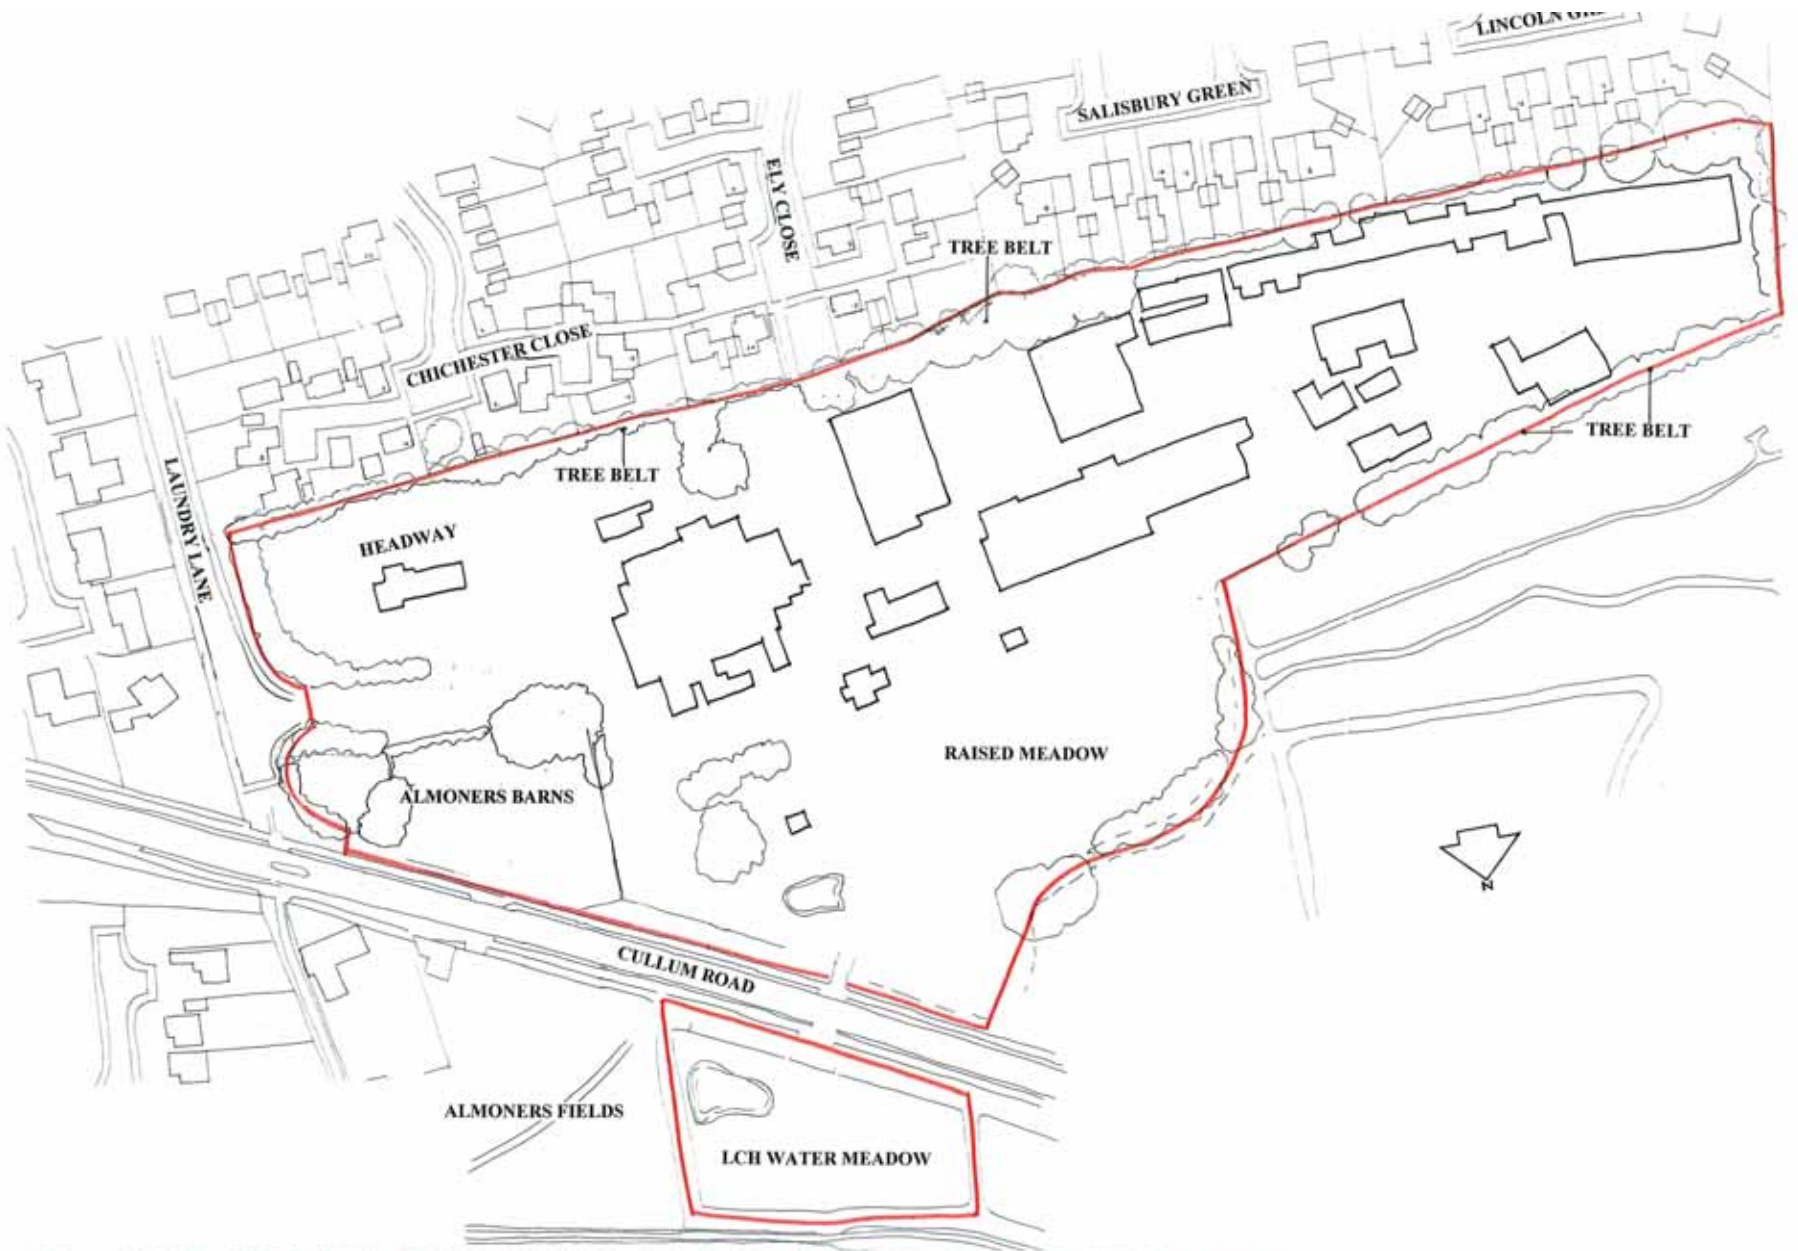 LINCOLN
SALISBURY GREEN
ELY CLOSE
TREE BELT
CHICHESTER CLOSE
TREE BELT
TREE BELT
LAUNDRY LANE
HEADWAY
RAISED MEADOW
ALMONERS BARNS
N
CULLUM ROAD
ALMONERS FIELDS
LCH WATER MEADOW